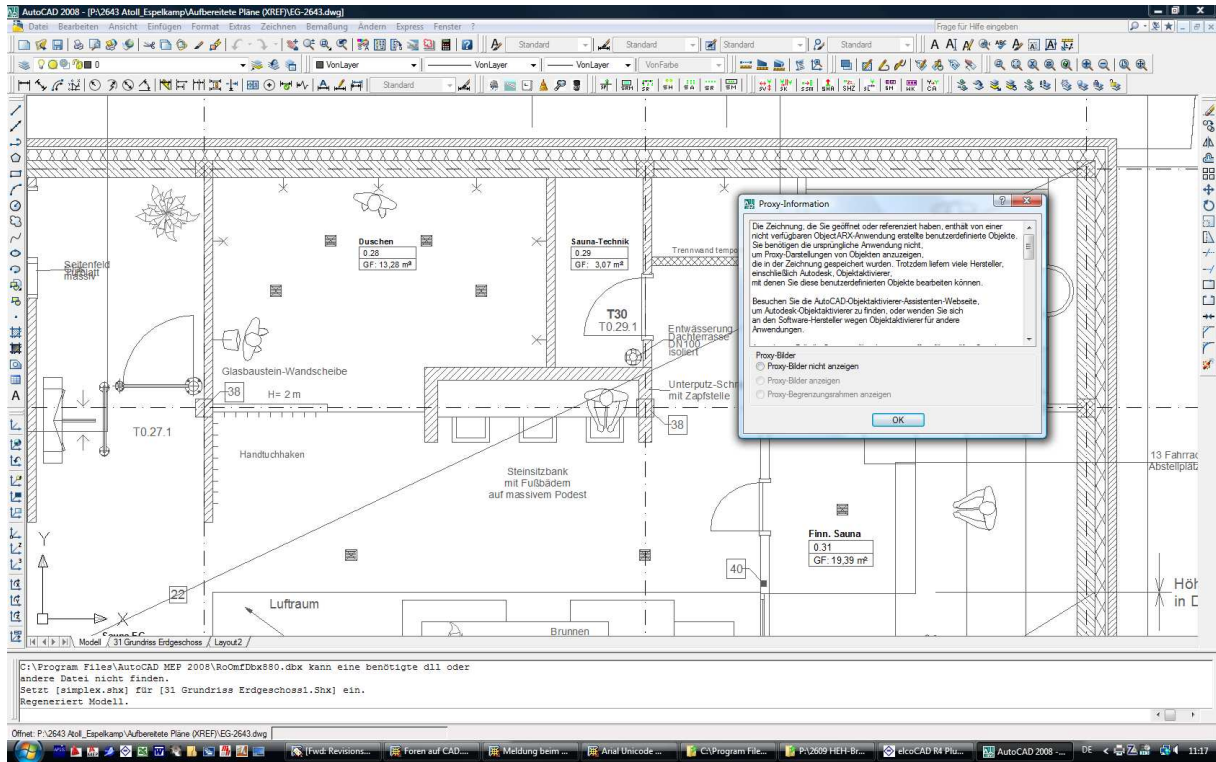 AutoCAD 2008 - [P:\2643 Atoll_Espelkamp\Aufbereitete Pläne (XREF)\EG-2643.dwg]
Datei Bearbeiten Ansicht Einfügen Format Extras Zeichnen Bemaßung Ändern Express Fenster ?
Frage für Hilfe eingeben
Standard Standard Standard Standard
0 VonLayer VonLayer VonLayer VonFarbe
Standard
Proxy-Information
Die Zeichnung, die Sie geöffnet oder referenziert haben, enthält von einer
nicht verfügbaren ObjectARX-Anwendung erstellte benutzerdefinierte Objekte.
Sie benötigen die ursprüngliche Anwendung nicht,
um Proxy-Darstellungen von Objekten anzuzeigen,
die in der Zeichnung gespeichert wurden. Trotzdem liefern viele Hersteller,
einschließlich Autodesk, Objektaktivierer,
mit denen Sie diese benutzerdefinierten Objekte bearbeiten können.
Besuchen Sie die AutoCAD-Objektaktivierer-Assistenten-Webseite,
um Autodesk-Objektaktivierer zu finden, oder wenden Sie sich
an den Software-Hersteller wegen Objektaktivierer für andere
Anwendungen.
Proxy-Bilder
Proxy-Bilder nicht anzeigen
Proxy-Bilder anzeigen
Proxy-Begrenzungsrahmen anzeigen
OK
Duschen
0.28
GF: 13,28 m²
Sauna-Technik
0.29
GF: 3,07 m²
Trennwand tempo
Seitenfeld
massiv
T30
T0.29.1
Entwässerung
Dachterrasse
DN100
isoliert
Glasbaustein-Wandscheibe
38
H= 2 m
Unterputz-Sch
mit Zapfstelle
38
T0.27.1
Handtuchhaken
Steinsitzbank
mit Fußbädern
auf massivem Podest
13 Fahrrad
Abstellplätz
Finn. Sauna
0.31
GF: 19,39 m²
40
22
Luftraum
Brunnen
Höh
in D
Y
X
Sauna EG
Modell 31 Grundriss Erdgeschoss Layout2
C:\Program Files\AutoCAD MEP 2008\RoOmfDbx880.dbx kann eine benötigte dll oder
andere Datei nicht finden.
Setzt [simplex.shx] für [31 Grundriss Erdgeschoss1.Shx] ein.
Regeneriert Modell.
Öffnet: P:\2643 Atoll_Espelkamp\Aufbereitete Pläne (XREF)\EG-2643.dwg
[Fwd: Revisions... Foren auf CAD.... Meldung beim ... Arial Unicode ... C:\Program File... P:\2609 HEH-Br... elcoCAD R4 Plu... AutoCAD 2008 -... DE 11:17